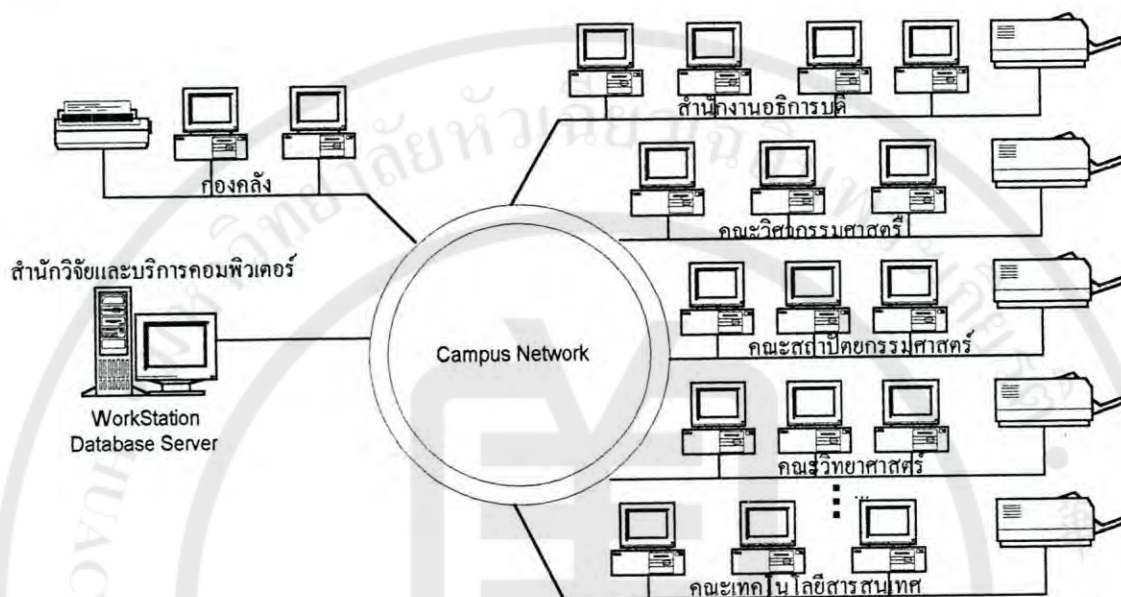 สำนักงานอธิการบดี
กองคลัง
คณะวิศวกรรมศาสตร์
สำนักวิจัยและบริการคอมพิวเตอร์
คณะสถาปัตยกรรมศาสตร์
Campus Network
WorkStation
Database Server
คณะวิทยาศาสตร์
...
คณะเทคโนโลยีสารสนเทศ